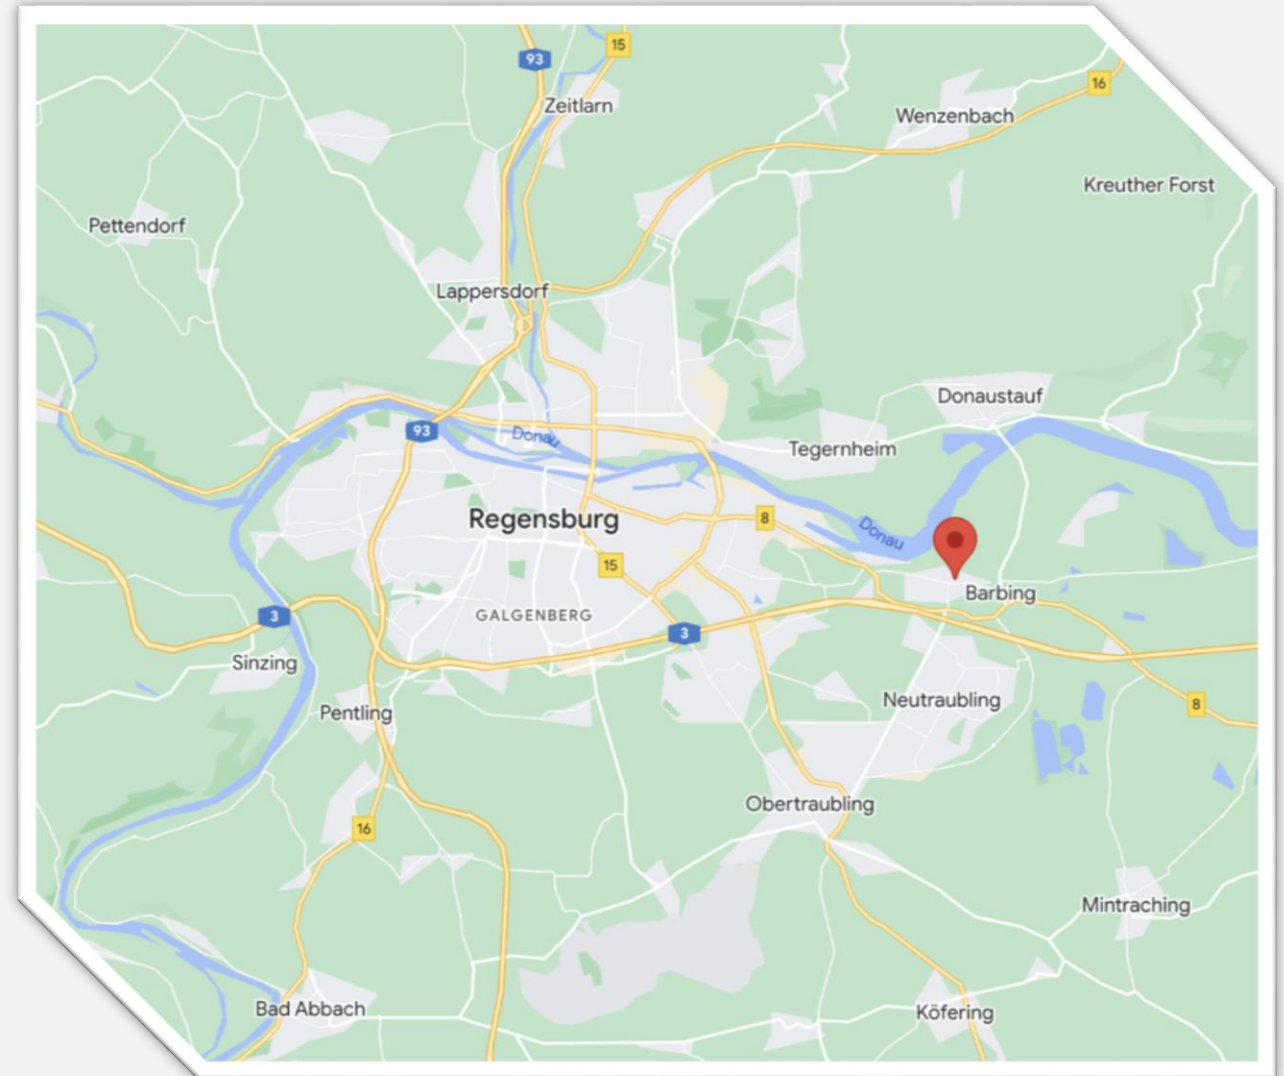 93
15
Zeitlarn
16
Wenzenbach
Kreuther Forst
Pettendorf
Lappersdorf
Donaustauf
93
Donau
Tegernheim
Regensburg
8
Donau
15
Barbing
GALGENBERG
3
3
Sinzing
Neutraubling
8
Pentling
Obertraubling
16
Mintraching
Bad Abbach
Köfering